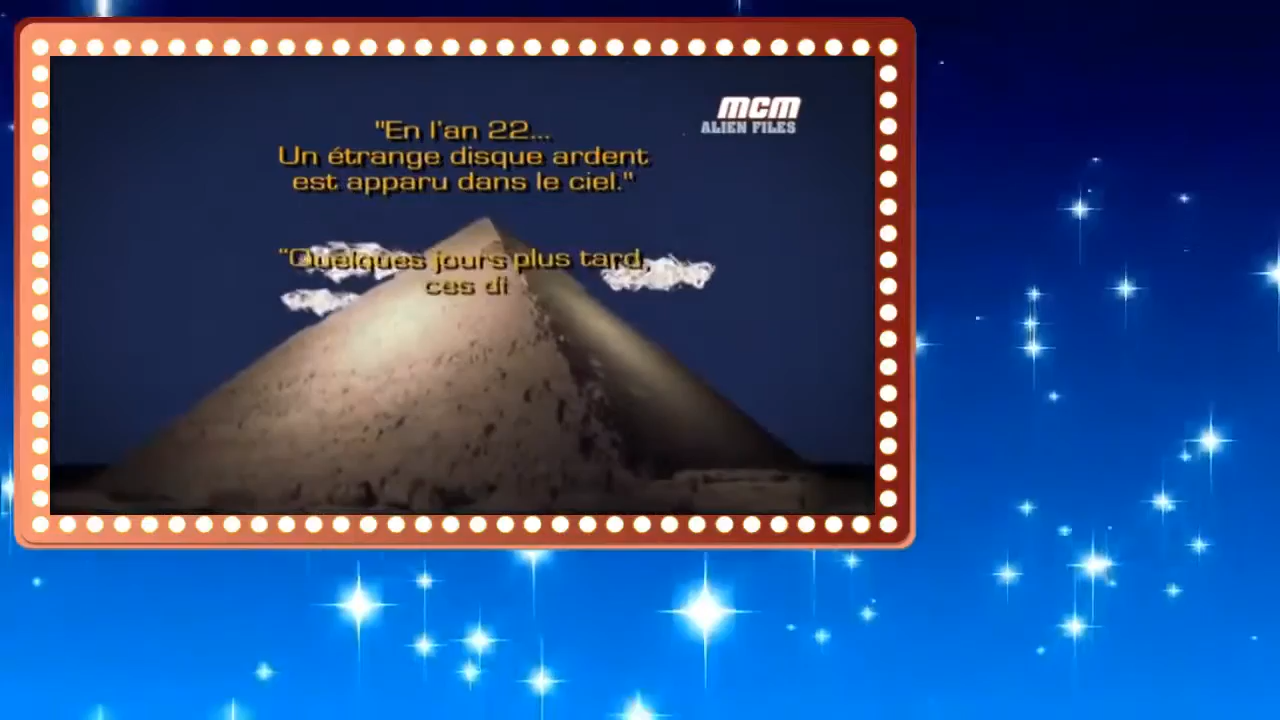 mcm
ALIEN FILES
"En l'an 22...
Un étrange disque ardent
est apparu dans le ciel."
"Quelques jours plus tard,
ces di